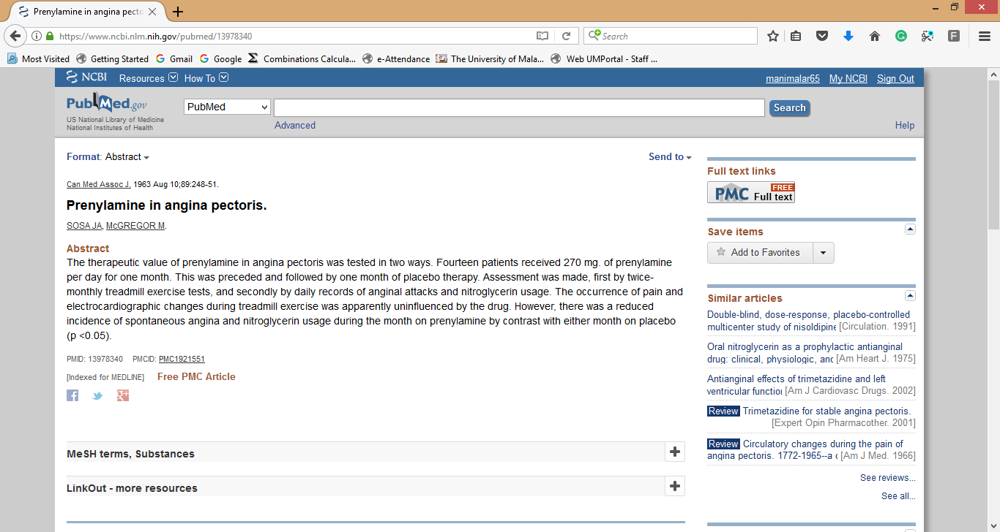 Prenylamine in angina pecto
https://www.ncbi.nlm.nih.gov/pubmed/13978340
Search
Most Visited Getting Started Gmail Google Combinations Calcula... e-Attendance The University of Mala... Web UMPortal - Staff ...
NCBI Resources How To manimalar65 My NCBI Sign Out
PubMed.gov
US National Library of Medicine
National Institutes of Health
PubMed
Search
Advanced
Help
Format: Abstract
Send to
Can Med Assoc J. 1963 Aug 10;89:248-51.
Prenylamine in angina pectoris.
SOSA JA, McGREGOR M.
Abstract
The therapeutic value of prenylamine in angina pectoris was tested in two ways. Fourteen patients received 270 mg. of prenylamine
per day for one month. This was preceded and followed by one month of placebo therapy. Assessment was made, first by twice-
monthly treadmill exercise tests, and secondly by daily records of anginal attacks and nitroglycerin usage. The occurrence of pain and
electrocardiographic changes during treadmill exercise was apparently uninfluenced by the drug. However, there was a reduced
incidence of spontaneous angina and nitroglycerin usage during the month on prenylamine by contrast with either month on placebo
(p <0.05).
PMID: 13978340 PMCID: PMC1921551
[Indexed for MEDLINE] Free PMC Article
f
g+
MeSH terms, Substances
LinkOut - more resources
Full text links
PMC FREE
Full text
Save items
Add to Favorites
Similar articles
Double-blind, dose-response, placebo-controlled
multicenter study of nisoldipine [Circulation. 1991]
Oral nitroglycerin as a prophylactic antianginal
drug: clinical, physiologic, and [Am Heart J. 1975]
Antianginal effects of trimetazidine and left
ventricular function [Am J Cardiovasc Drugs. 2002]
Review Trimetazidine for stable angina pectoris.
[Expert Opin Pharmacother. 2001]
Review Circulatory changes during the pain of
angina pectoris. 1772-1965--a c [Am J Med. 1966]
See reviews...
See all...